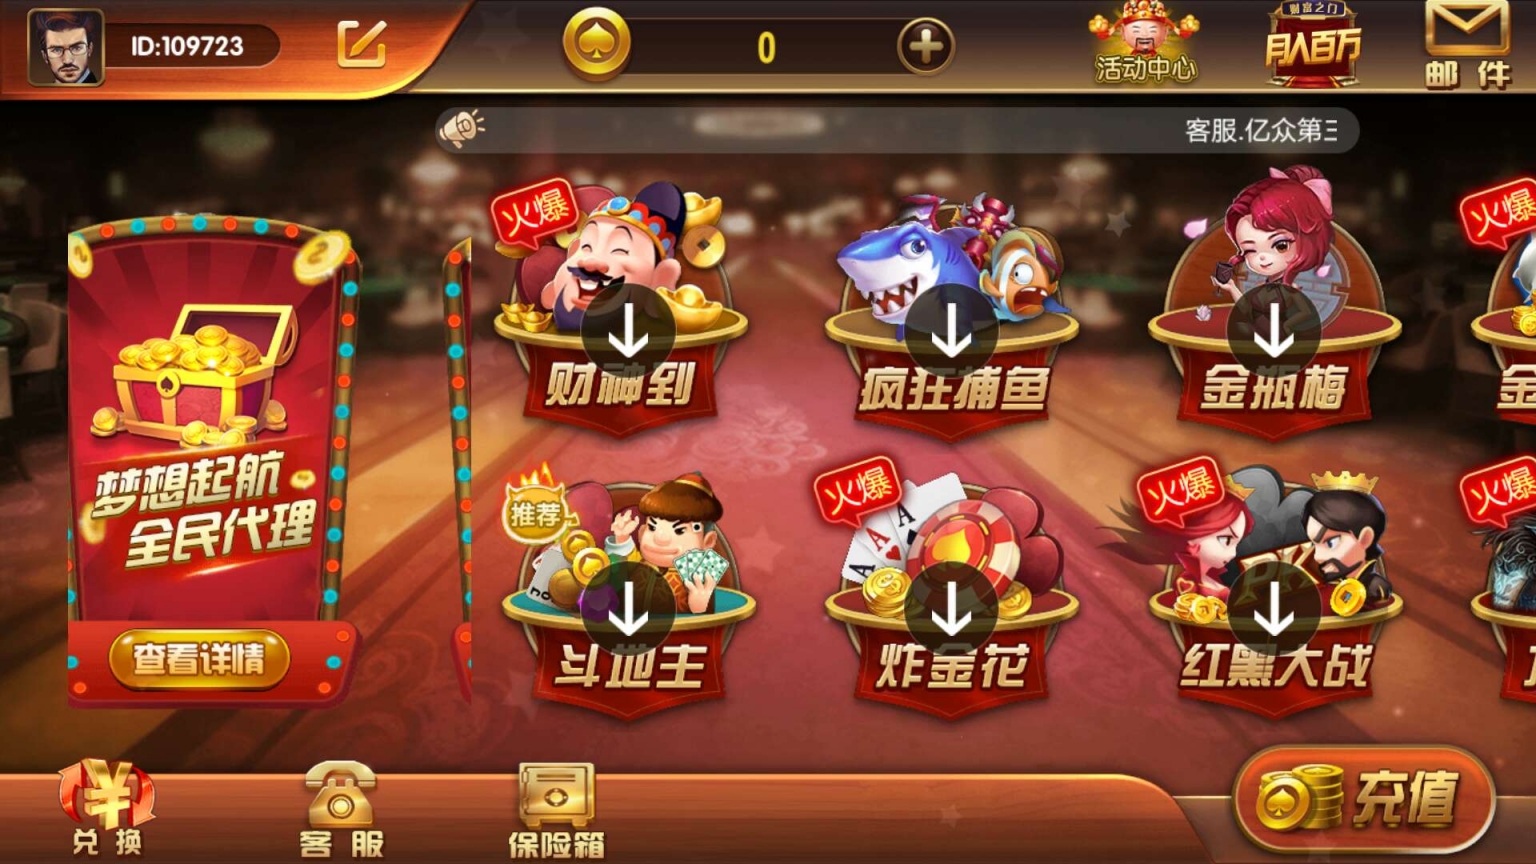 ID:109723
0
活动中心
财富之门
月入百万
邮件
客服.亿众第三
火爆
火爆
财神到
疯狂捕鱼
金瓶梅
金
梦想起航
全民代理
查看详情
推荐
火爆
A
A
A
火爆
PK
火爆
斗地主
炸金花
红黑大战
兑换
客服
保险箱
充值